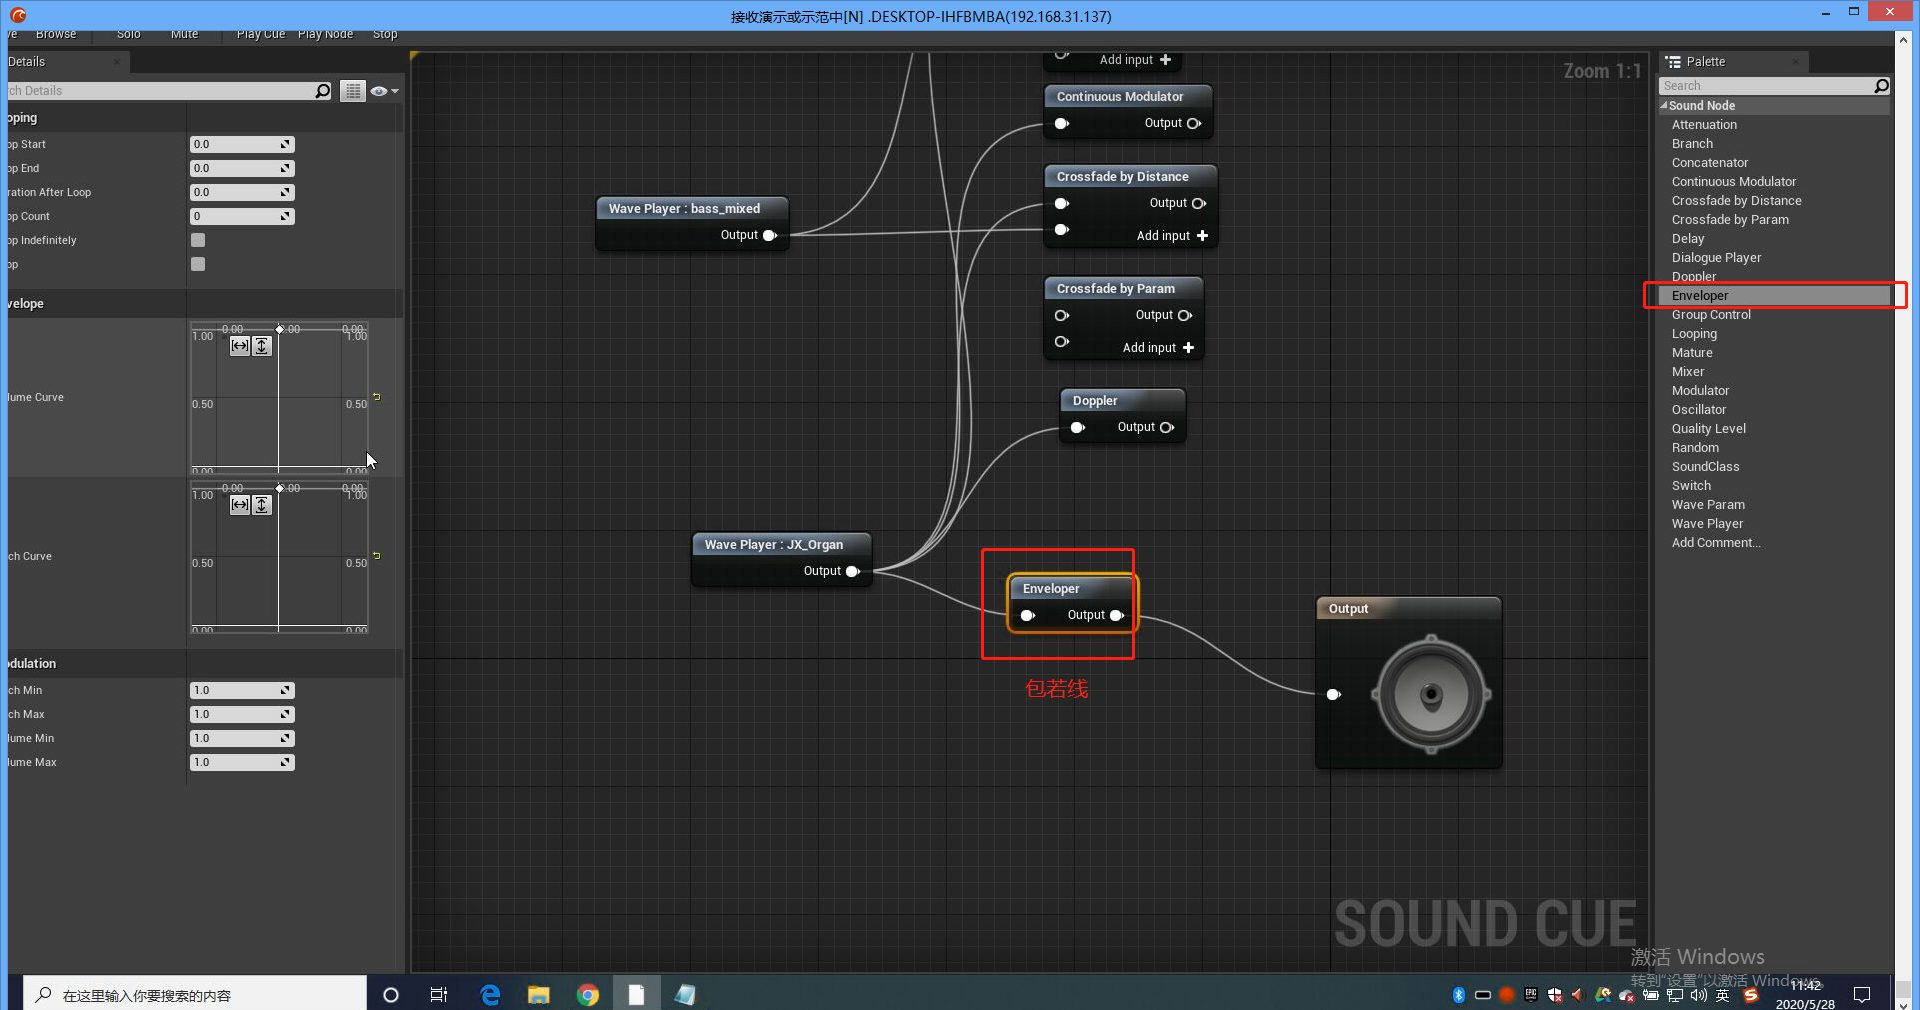 接收演示或示范中[N] .DESKTOP-IHFBMBA(192.168.31.137)
ve Browse Solo Mute Play Cue Play Node Stop
Details
ch Details
oping
op Start 0.0
op End 0.0
ration After Loop 0.0
op Count 0
op Indefinitely
op
velope
lume Curve
-0.00 0.00 0.00
1.00 1.00
0.50 0.50
0.00 0.00
ch Curve
-0.00 0.00 0.00
1.00 1.00
0.50 0.50
0.00 0.00
odulation
ch Min 1.0
ch Max 1.0
lume Min 1.0
lume Max 1.0
Zoom 1:1
Add input
Continuous Modulator
Output
Crossfade by Distance
Output
Add input
Wave Player : bass_mixed
Output
Crossfade by Param
Output
Add input
Doppler
Output
Wave Player : JX_Organ
Output
Enveloper
Output
包若线
Output
SOUND CUE
Palette
Search
Sound Node
Attenuation
Branch
Concatenator
Continuous Modulator
Crossfade by Distance
Crossfade by Param
Delay
Dialogue Player
Doppler
Enveloper
Group Control
Looping
Mature
Mixer
Modulator
Oscillator
Quality Level
Random
SoundClass
Switch
Wave Param
Wave Player
Add Comment...
激活 Windows
转到"设置"以激活 Windows。
在这里输入你要搜索的内容
英
11:42
2020/5/28